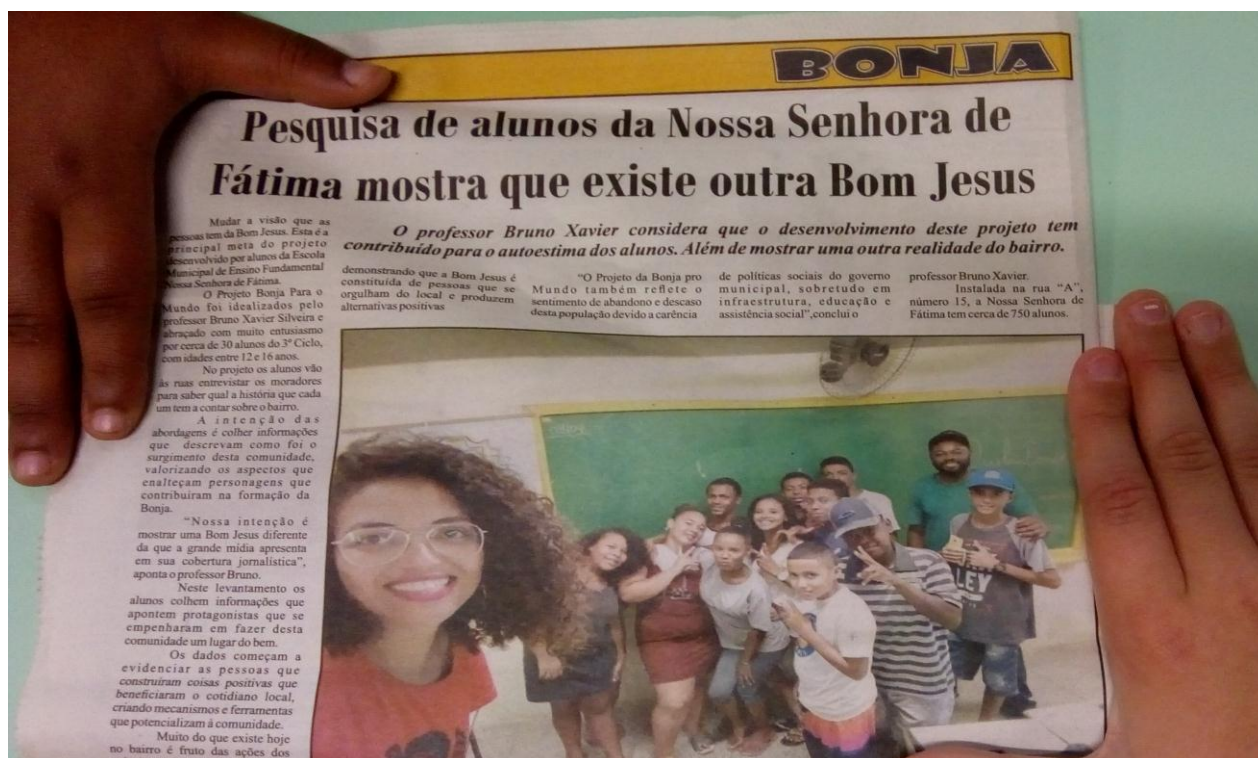 BONJA
Pesquisa de alunos da Nossa Senhora de
Fátima mostra que existe outra Bom Jesus
O professor Bruno Xavier considera que o desenvolvimento deste projeto tem
contribuído para o autoestima dos alunos. Além de mostrar uma outra realidade do bairro.
Mudar a visão que as
pessoas tem da Bom Jesus. Esta é a
principal meta do projeto
desenvolvido por alunos da Escola
Municipal de Ensino Fundamental
Nossa Senhora de Fátima.
O Projeto Bonja Para o
Mundo foi idealizados pelo
professor Bruno Xavier Silveira e
abraçado com muito entusiasmo
por cerca de 30 alunos do 3º Ciclo,
com idades entre 12 e 16 anos.
No projeto os alunos vão
às ruas entrevistar os moradores
para saber qual a história que cada
um tem a contar sobre o bairro.
A intenção das
abordagens é colher informações
que descrevam como foi o
surgimento desta comunidade,
valorizando os aspectos que
enalteçam personagens que
contribuiram na formação da
Bonja.
"Nossa intenção é
mostrar uma Bom Jesus diferente
da que a grande mídia apresenta
em sua cobertura jornalística",
aponta o professor Bruno.
Neste levantamento os
alunos colhem informações que
apontem protagonistas que se
empenharam em fazer desta
comunidade um lugar do bem.
Os dados começam a
evidenciar as pessoas que
construiram coisas positivas que
beneficiaram o cotidiano local,
criando mecanismos e ferramentas
que potencializam à comunidade.
Muito do que existe hoje
no bairro é fruto das ações dos
demonstrando que a Bom Jesus é
constituída de pessoas que se
orgulham do local e produzem
alternativas positivas
"O Projeto da Bonja pro
Mundo também reflete o
sentimento de abandono e descaso
desta população devido a carência
de políticas sociais do governo
municipal, sobretudo em
infraestrutura, educação e
assistência social",conclui o
professor Bruno Xavier.
Instalada na rua "A",
número 15, a Nossa Senhora de
Fátima tem cerca de 750 alunos.